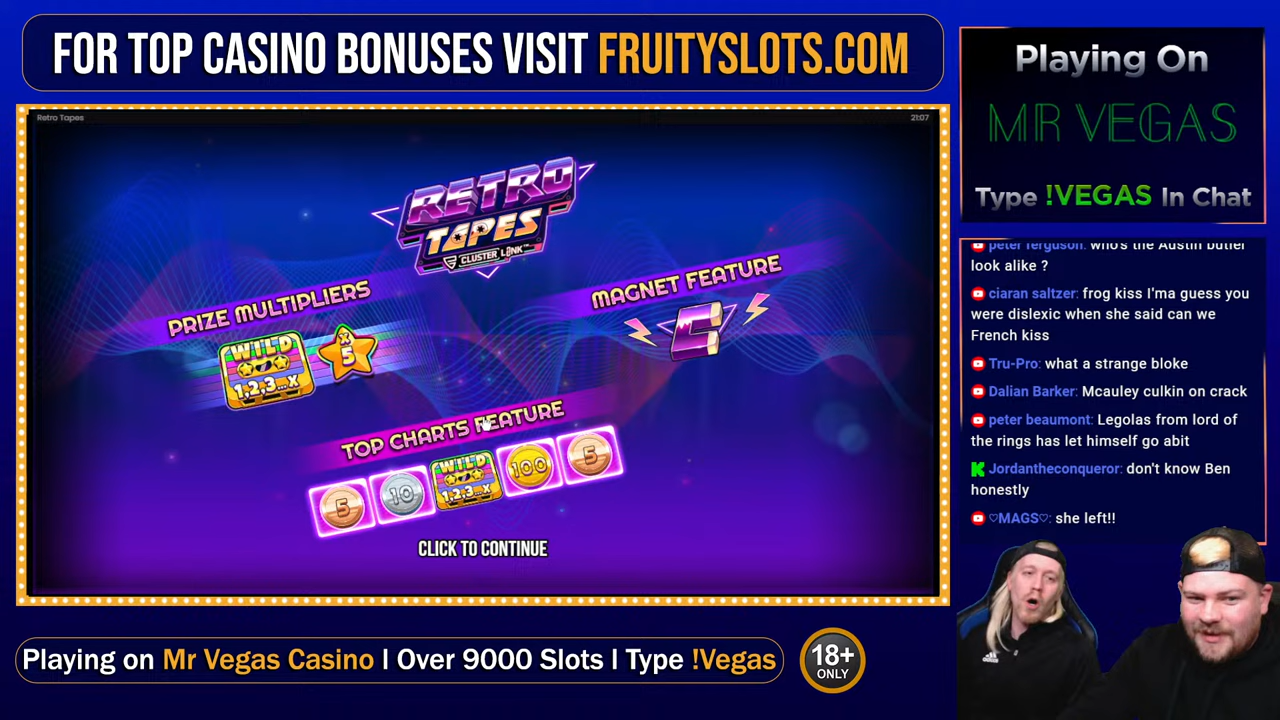 FOR TOP CASINO BONUSES VISIT FRUITYSLOTS.COM
Retro Tapes
21:07
RETRO
TAPES
CLUSTER LINK™
PRIZE MULTIPLIERS
WILD
1,2,3...X
X
5
MAGNET FEATURE
TOP CHARTS FEATURE
5
10
WILD
1,2,3...X
100
5
CLICK TO CONTINUE
Playing On
MR VEGAS
Type !VEGAS In Chat
peter ferguson: who's the Austin butler
look alike ?
ciaran saltzer: frog kiss I'ma guess you
were dislexic when she said can we
French kiss
Tru-Pro: what a strange bloke
Dalian Barker: Mcauley culkin on crack
peter beaumont: Legolas from lord of
the rings has let himself go abit
Jordantheconqueror: don't know Ben
honestly
♡MAGS♡: she left!!
adidas
Playing on Mr Vegas Casino | Over 9000 Slots | Type !Vegas
18+
ONLY